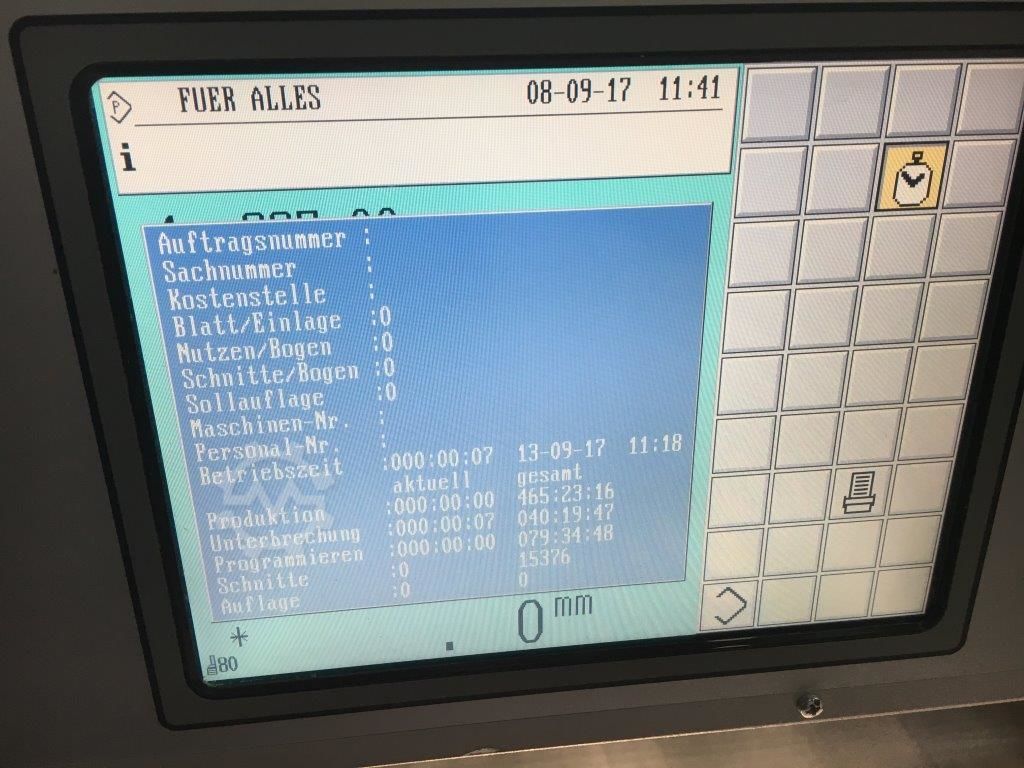 P FUER ALLES 08-09-17 11:41
i
Auftragsnummer :
Sachnummer :
Kostenstelle :
Blatt/Einlage :0
Nutzen/Bogen :0
Schnitte/Bogen :0
Sollauflage :0
Maschinen-Nr. :
Personal-Nr. :
Betriebszeit :000:00:07 13-09-17 11:18
aktuell gesamt
Produktion :000:00:00 465:23:16
Unterbrechung :000:00:07 040:19:47
Programmieren :000:00:00 079:34:48
Schnitte :0 15376
Auflage :0 0
0 mm
80